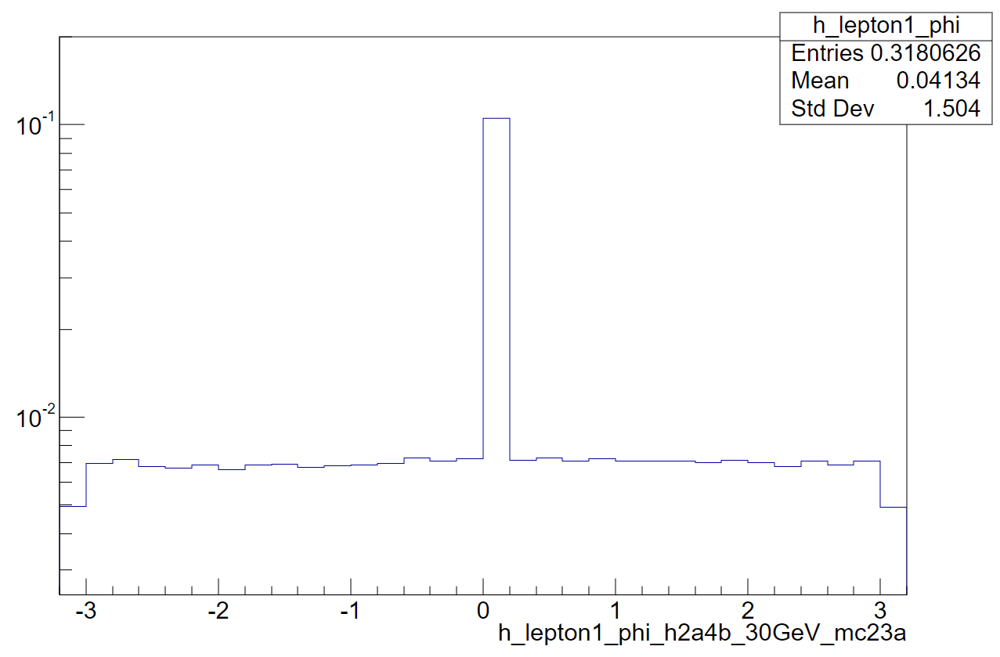 h_lepton1_phi
Entries 0.3180626
Mean 0.04134
Std Dev 1.504
10^-1
10^-2
-3 -2 -1 0 1 2 3
h_lepton1_phi_h2a4b_30GeV_mc23a